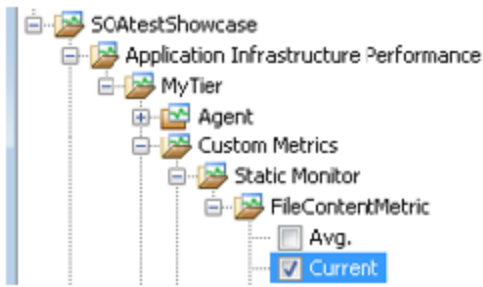 SOAtestShowcase
Application Infrastructure Performance
MyTier
Agent
Custom Metrics
Static Monitor
FileContentMetric
Avg.
Current